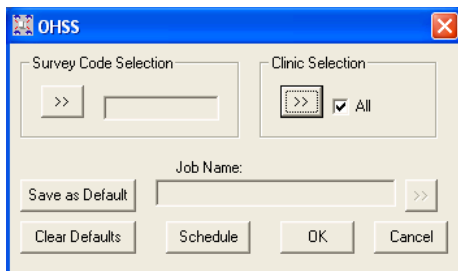 OHSS
Survey Code Selection
Clinic Selection
>>
>>
All
Job Name:
Save as Default
>>
Clear Defaults
Schedule
OK
Cancel